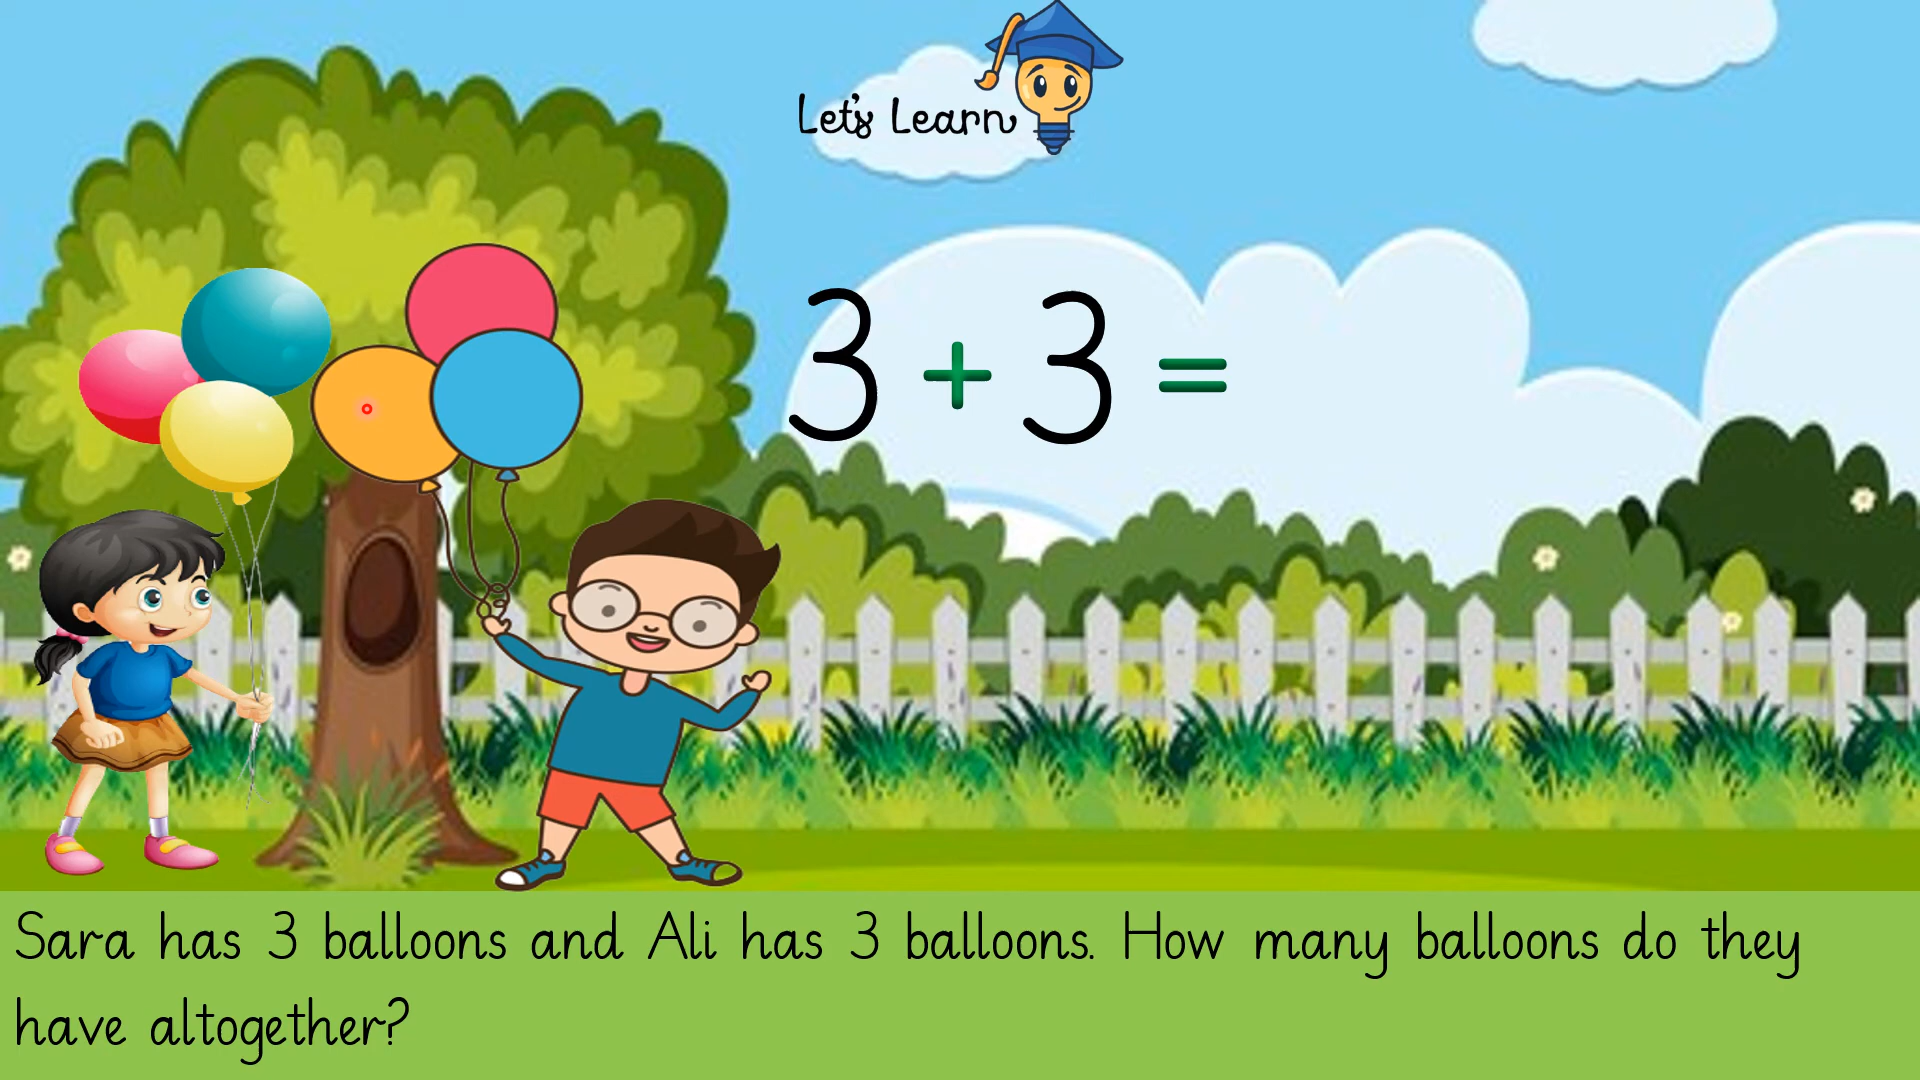 Let's Learn
3 + 3 =
Sara has 3 balloons and Ali has 3 balloons. How many balloons do they
have altogether?